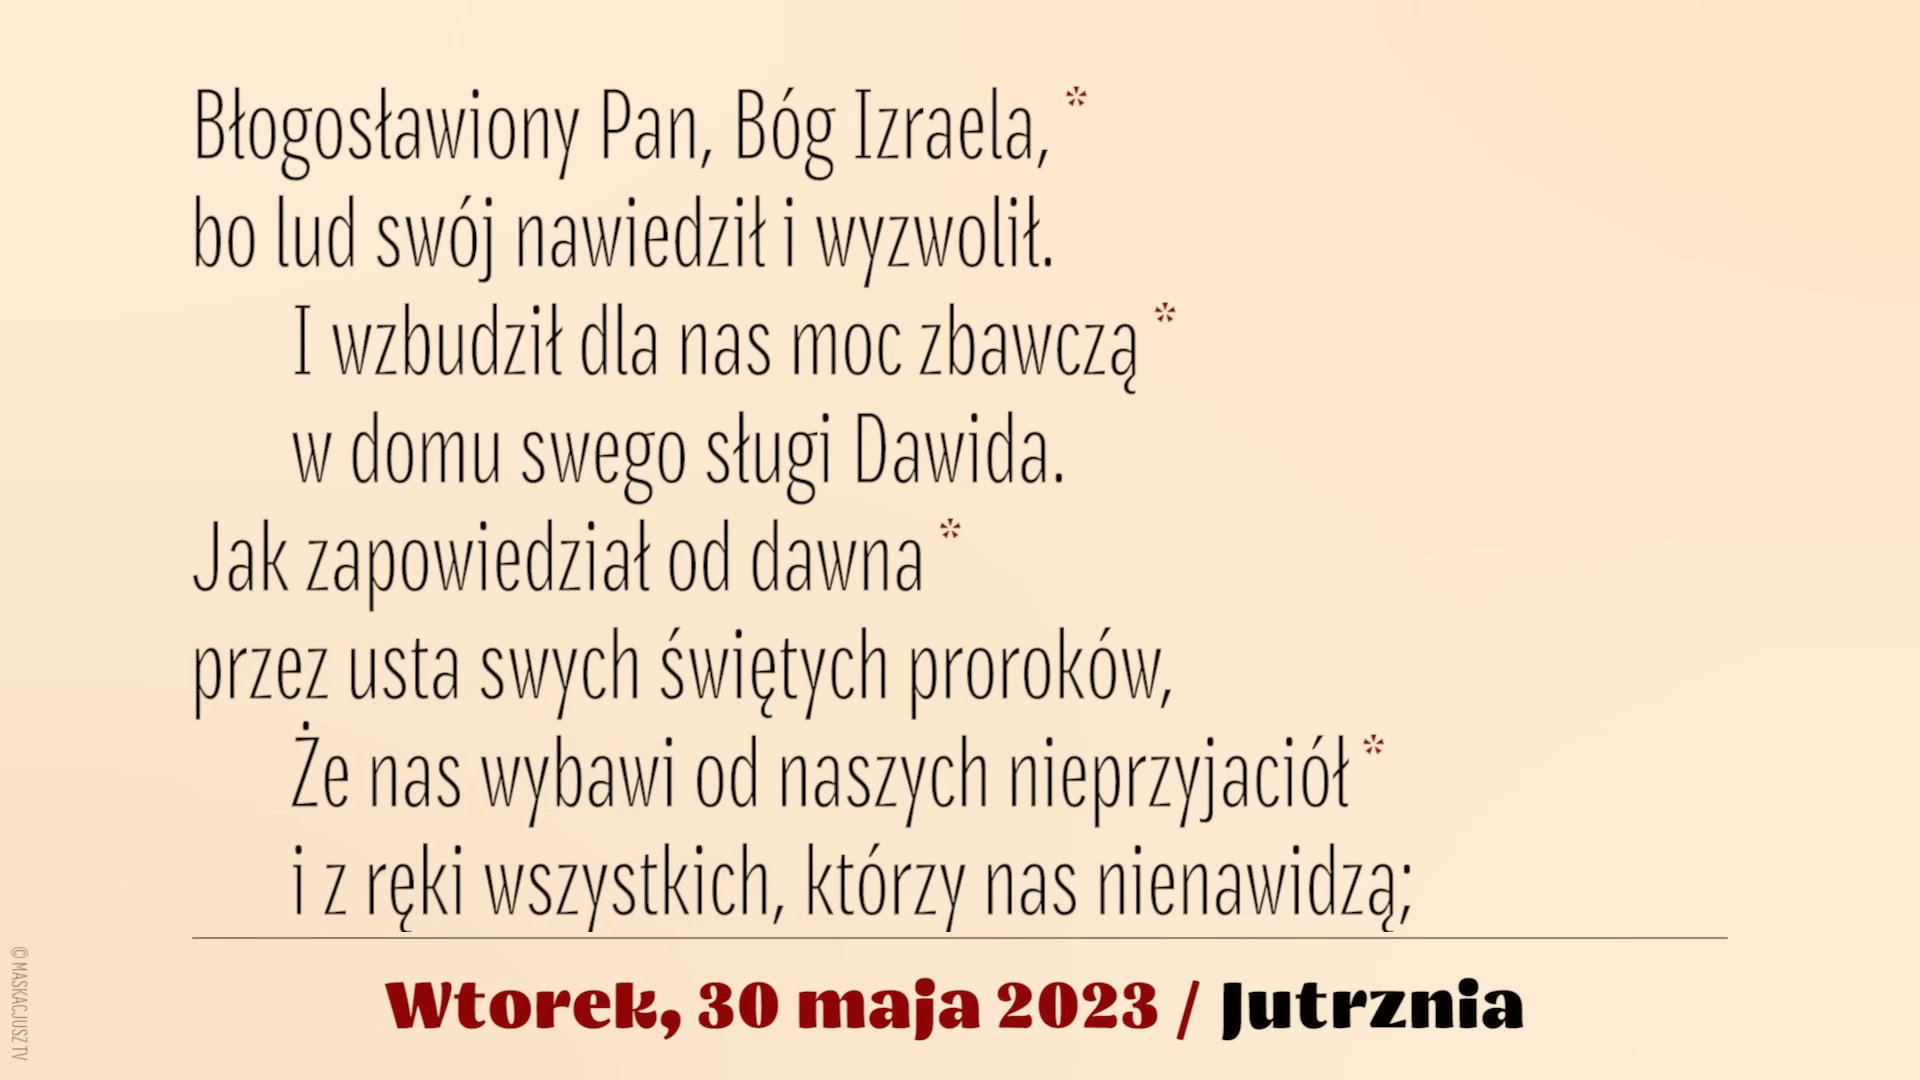 Błogosławiony Pan, Bóg Izraela, *
bo lud swój nawiedził i wyzwolił.
I wzbudził dla nas moc zbawczą *
w domu swego sługi Dawida.
Jak zapowiedział od dawna *
przez usta swych świętych proroków,
Że nas wybawi od naszych nieprzyjaciół *
i z ręki wszystkich, którzy nas nienawidzą;
Wtorek, 30 maja 2023 / Jutrznia
© MASKACJUSZ TV